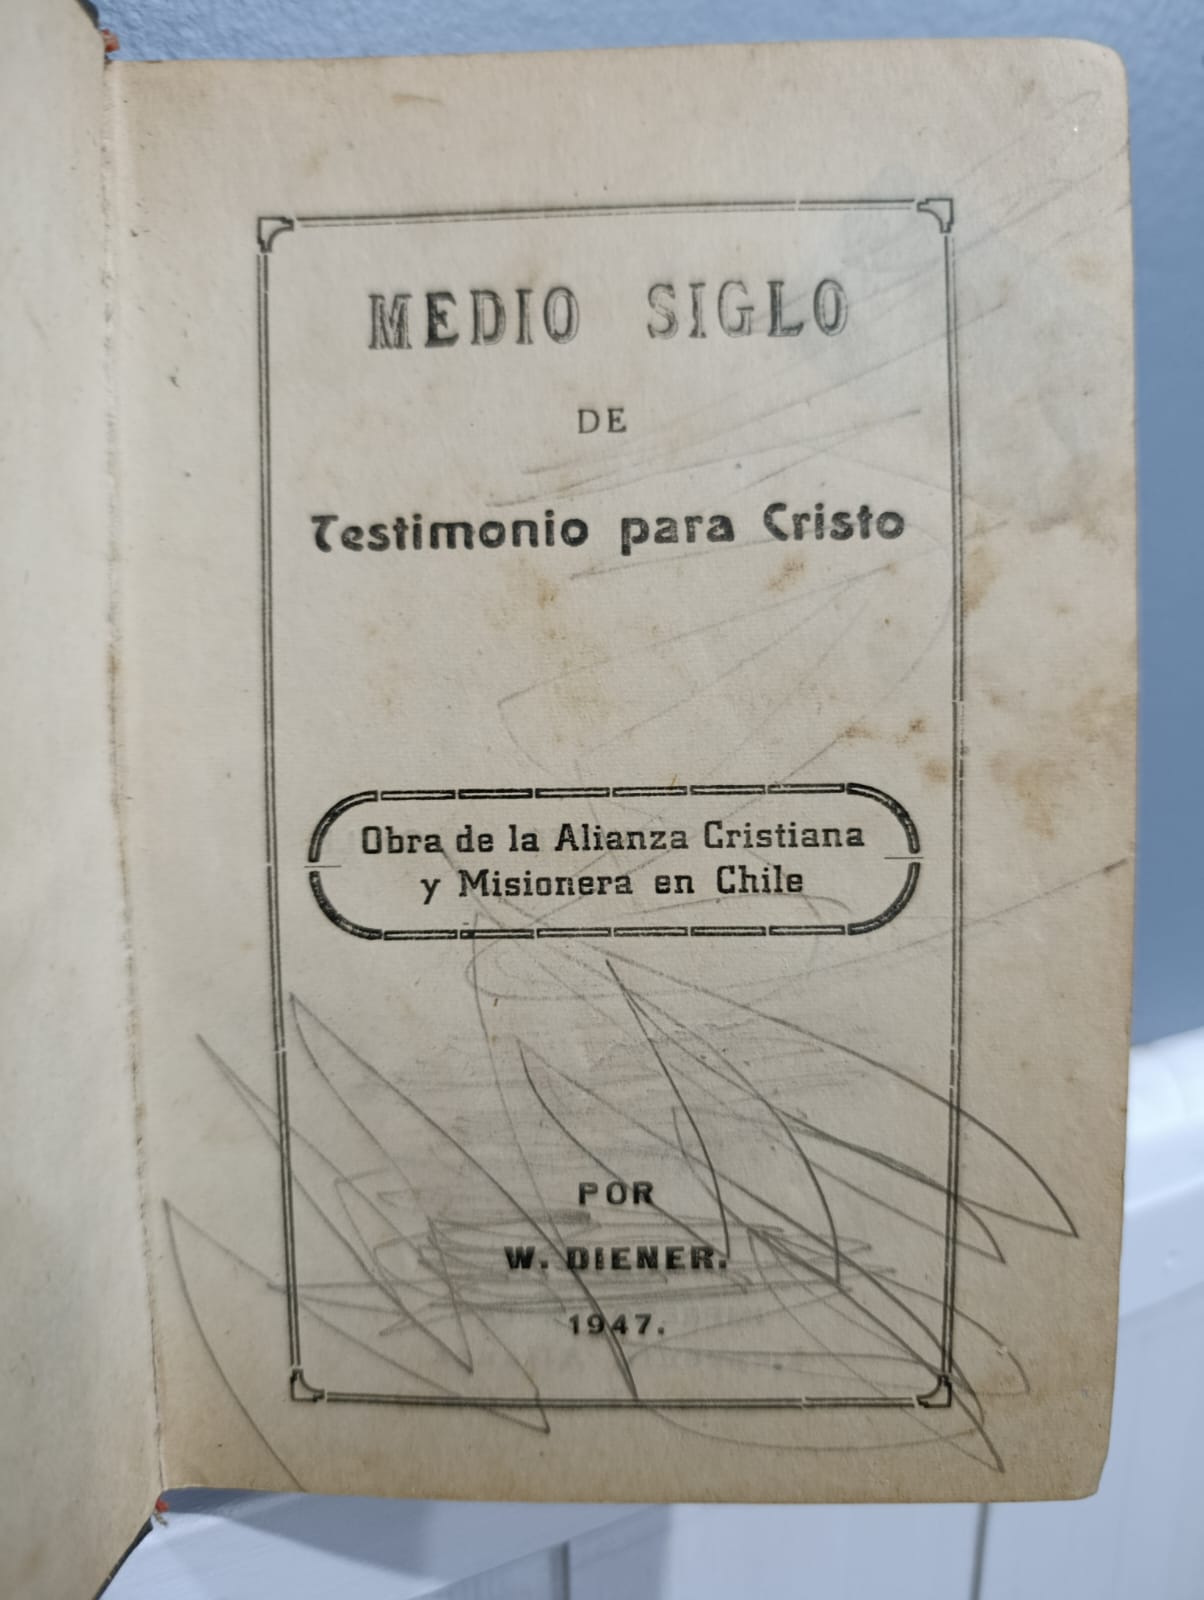 MEDIO SIGLO
DE
Testimonio para Cristo
Obra de la Alianza Cristiana
y Misionera en Chile
POR
W. DIENER.
1947.